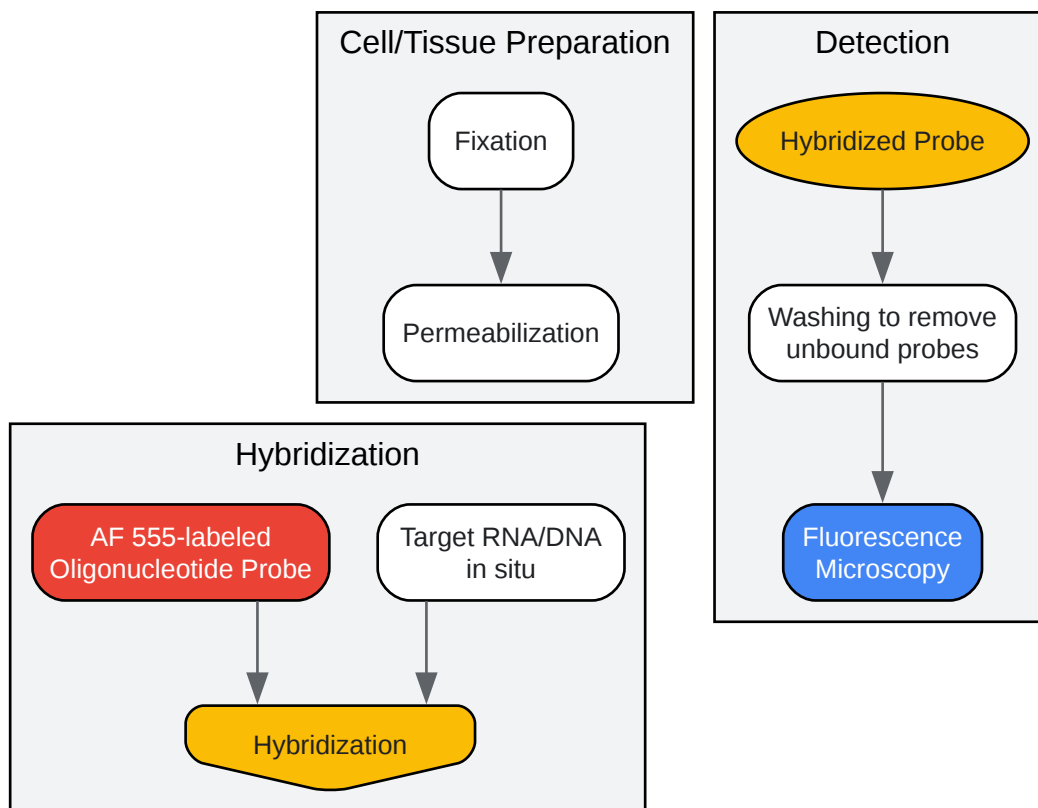 Cell/Tissue Preparation
Fixation
Permeabilization
Detection
Hybridized Probe
Washing to remove
unbound probes
Fluorescence
Microscopy
Hybridization
AF 555-labeled
Oligonucleotide Probe
Target RNA/DNA
in situ
Hybridization